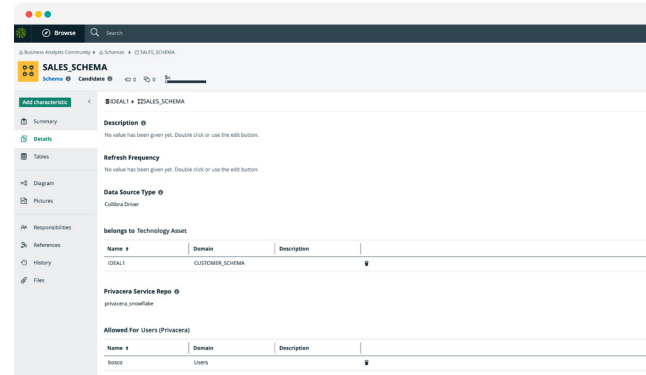 Browse
Search
Business Analysis Community ▸ Schemas ▸ SALES_SCHEMA
SALES_SCHEMA
Schema Candidate 0 0 5%
Add characteristic
IDEAL1 ▸ SALES_SCHEMA
Summary
Details
Tables
Diagram
Pictures
Responsibilities
References
History
Files
Description
No value has been given yet. Double click or use the edit button.
Refresh Frequency
No value has been given yet. Double click or use the edit button.
Data Source Type
Collibra Driver
belongs to Technology Asset
Name Domain Description
IDEAL1 CUSTOMER_SCHEMA
Privacera Service Repo
privacera_snowflake
Allowed For Users (Privacera)
Name Domain Description
bosco Users